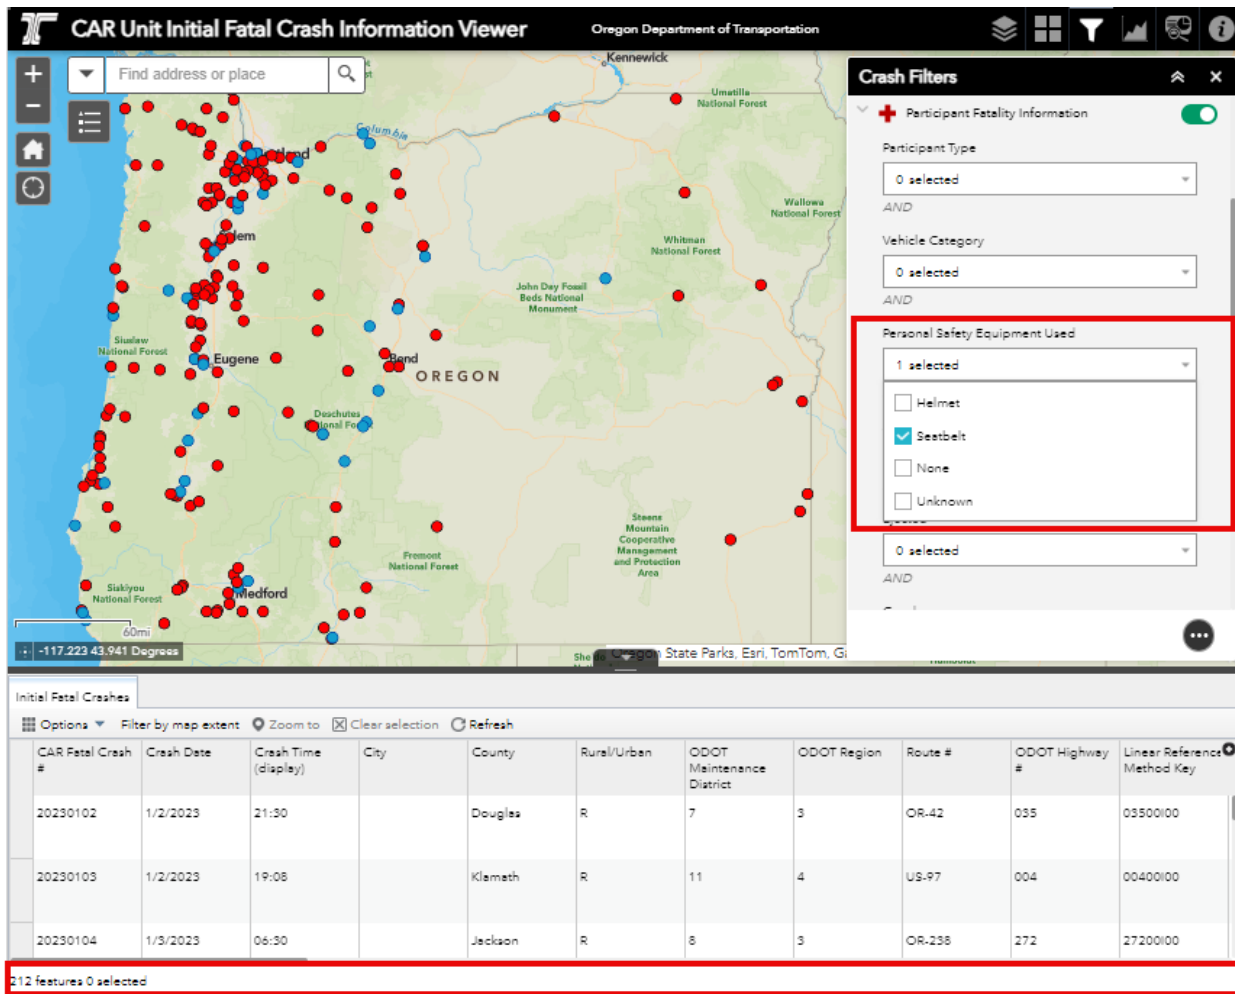 CAR Unit Initial Fatal Crash Information Viewer
Oregon Department of Transportation
Find address or place
Kennewick
Umatilla
National Forest
Columbia
Portland
Wallowa
National Forest
Whitman
National Forest
Salem
John Day Fossil
Beds National
Monument
Siuslaw
National Forest
Eugene
Bend
OREGON
Deschutes
Steens
Mountain
Cooperative
Management
and Protection
Area
Fremont
National Forest
Siskiyou
National Forest
Medford
60mi
-117.223 43.941 Degrees
State Parks, Esri, TomTom, Ga
Crash Filters
Participant Fatality Information
Participant Type
0 selected
AND
Vehicle Category
0 selected
AND
Personal Safety Equipment Used
1 selected
Helmet
Seatbelt
None
Unknown
Ejected
0 selected
AND
Initial Fatal Crashes
Options Filter by map extent Zoom to Clear selection Refresh
CAR Fatal Crash Crash Date Crash Time City County Rural/Urban ODOT ODOT Region Route # ODOT Highway Linear Reference
# (display) Maintenance # Method Key
District
20230102 1/2/2023 21:30 Douglas R 7 3 OR-42 035 03500I00
20230103 1/2/2023 19:08 Klamath R 11 4 US-97 004 00400I00
20230104 1/3/2023 06:30 Jackson R 8 3 OR-238 272 27200I00
212 features 0 selected